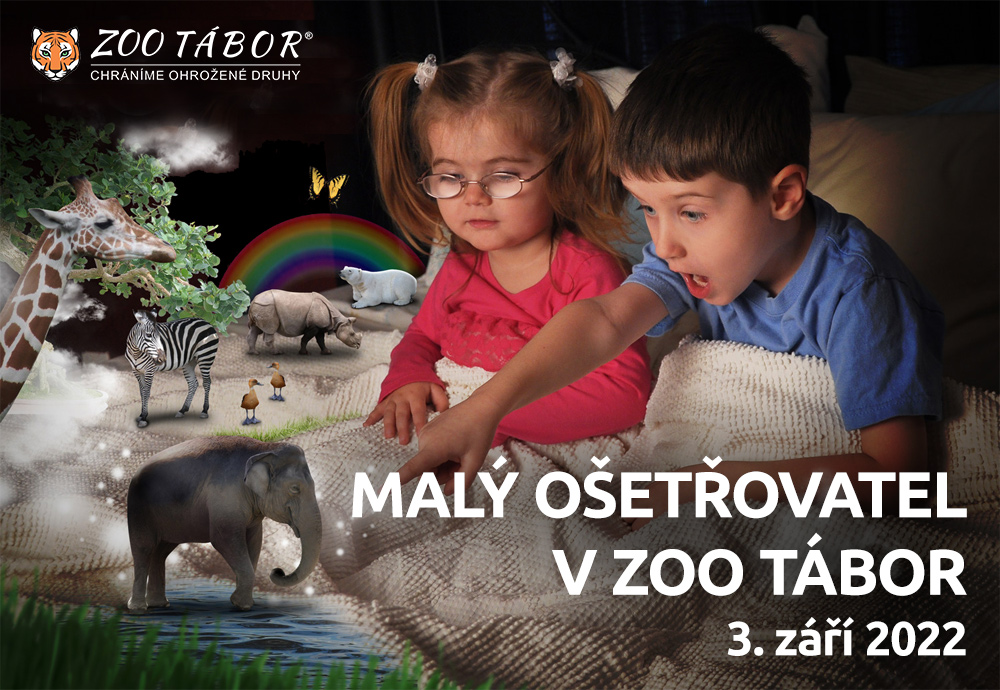 ZOO TÁBOR®
CHRÁNÍME OHROŽENÉ DRUHY
MALÝ OŠETŘOVATEL
V ZOO TÁBOR
3. září 2022